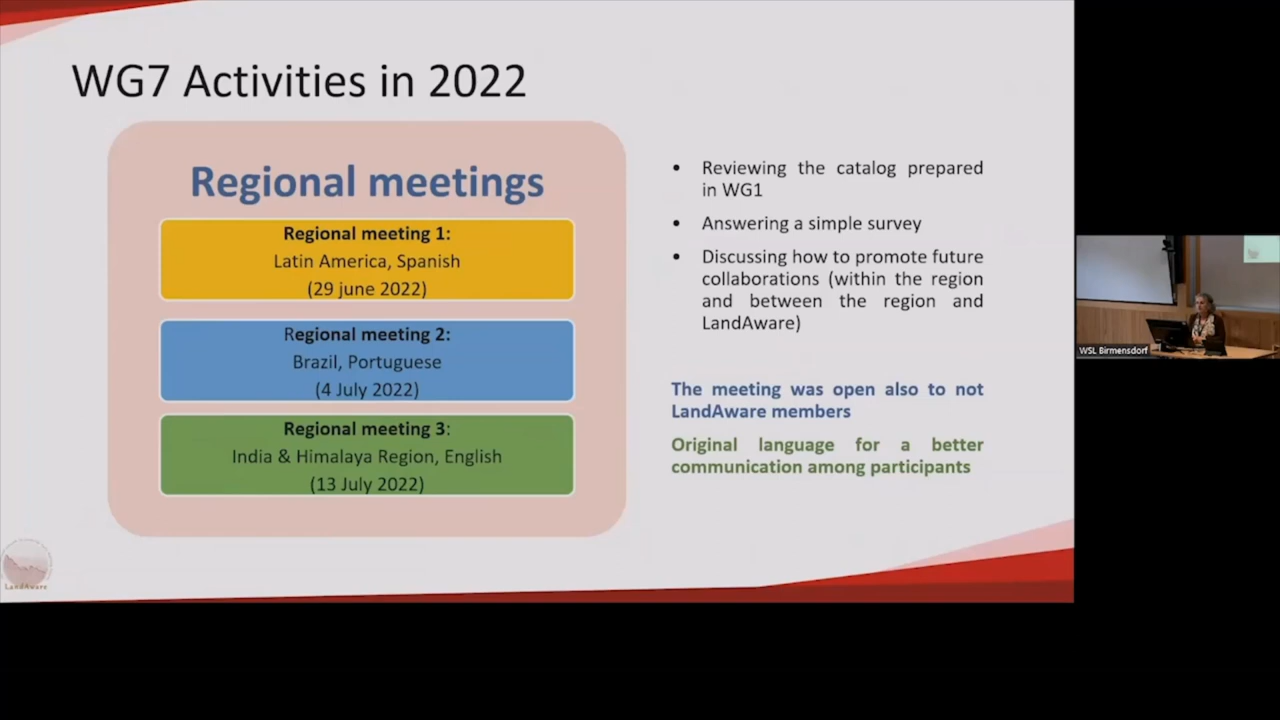 WG7 Activities in 2022
Regional meetings
Regional meeting 1:
Latin America, Spanish
(29 june 2022)
Regional meeting 2:
Brazil, Portuguese
(4 July 2022)
Regional meeting 3:
India & Himalaya Region, English
(13 July 2022)
• Reviewing the catalog prepared
in WG1
• Answering a simple survey
• Discussing how to promote future
collaborations (within the region
and between the region and
LandAware)
The meeting was open also to not
LandAware members
Original language for a better
communication among participants
LandAware
WSL Birmensdorf